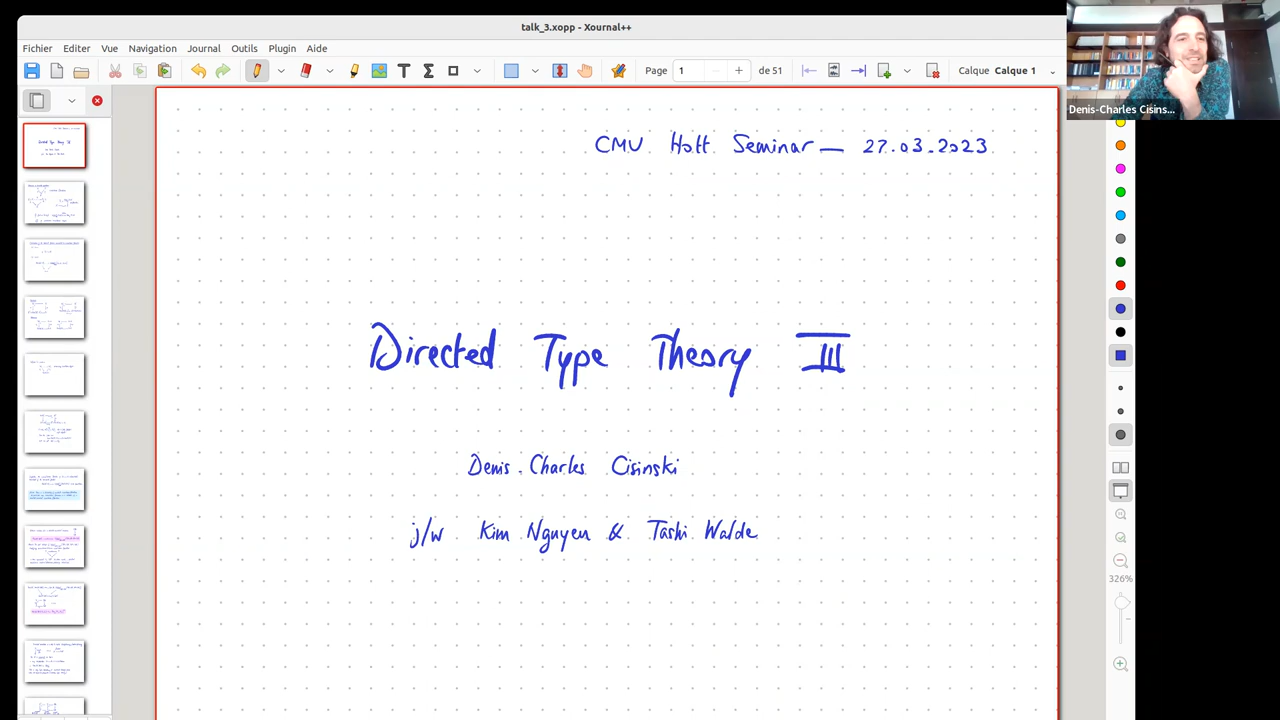 talk_3.xopp - Xournal++
Fichier Editer Vue Navigation Journal Outils Plugin Aide
Page 1 de 51 Calque Calque 1
Denis-Charles Cisins...
CMU HoTT Seminar — 27.03.2023
Directed Type Theory III
Denis-Charles Cisinski
j/w Kim Nguyen & Tashi Walde
326%